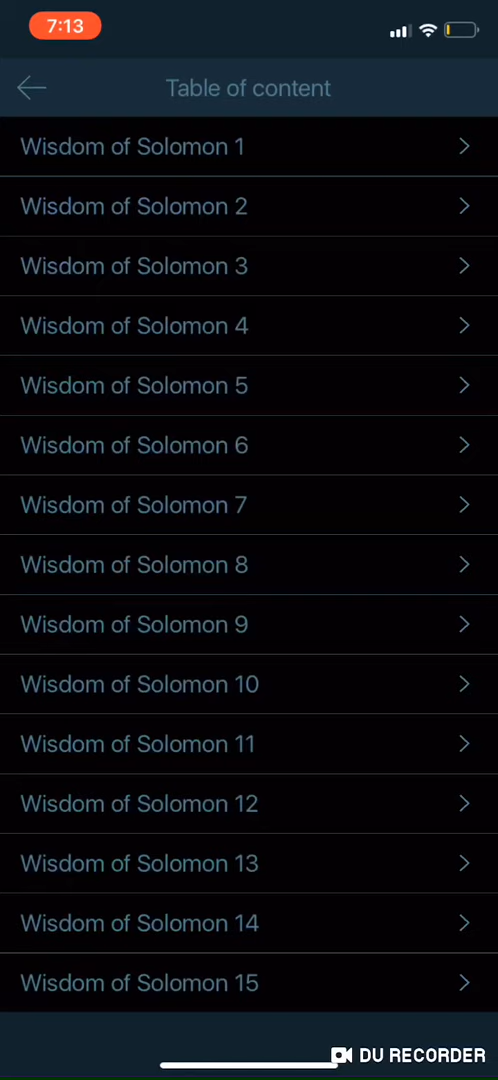 7:13
Table of content
Wisdom of Solomon 1
Wisdom of Solomon 2
Wisdom of Solomon 3
Wisdom of Solomon 4
Wisdom of Solomon 5
Wisdom of Solomon 6
Wisdom of Solomon 7
Wisdom of Solomon 8
Wisdom of Solomon 9
Wisdom of Solomon 10
Wisdom of Solomon 11
Wisdom of Solomon 12
Wisdom of Solomon 13
Wisdom of Solomon 14
Wisdom of Solomon 15
DU RECORDER